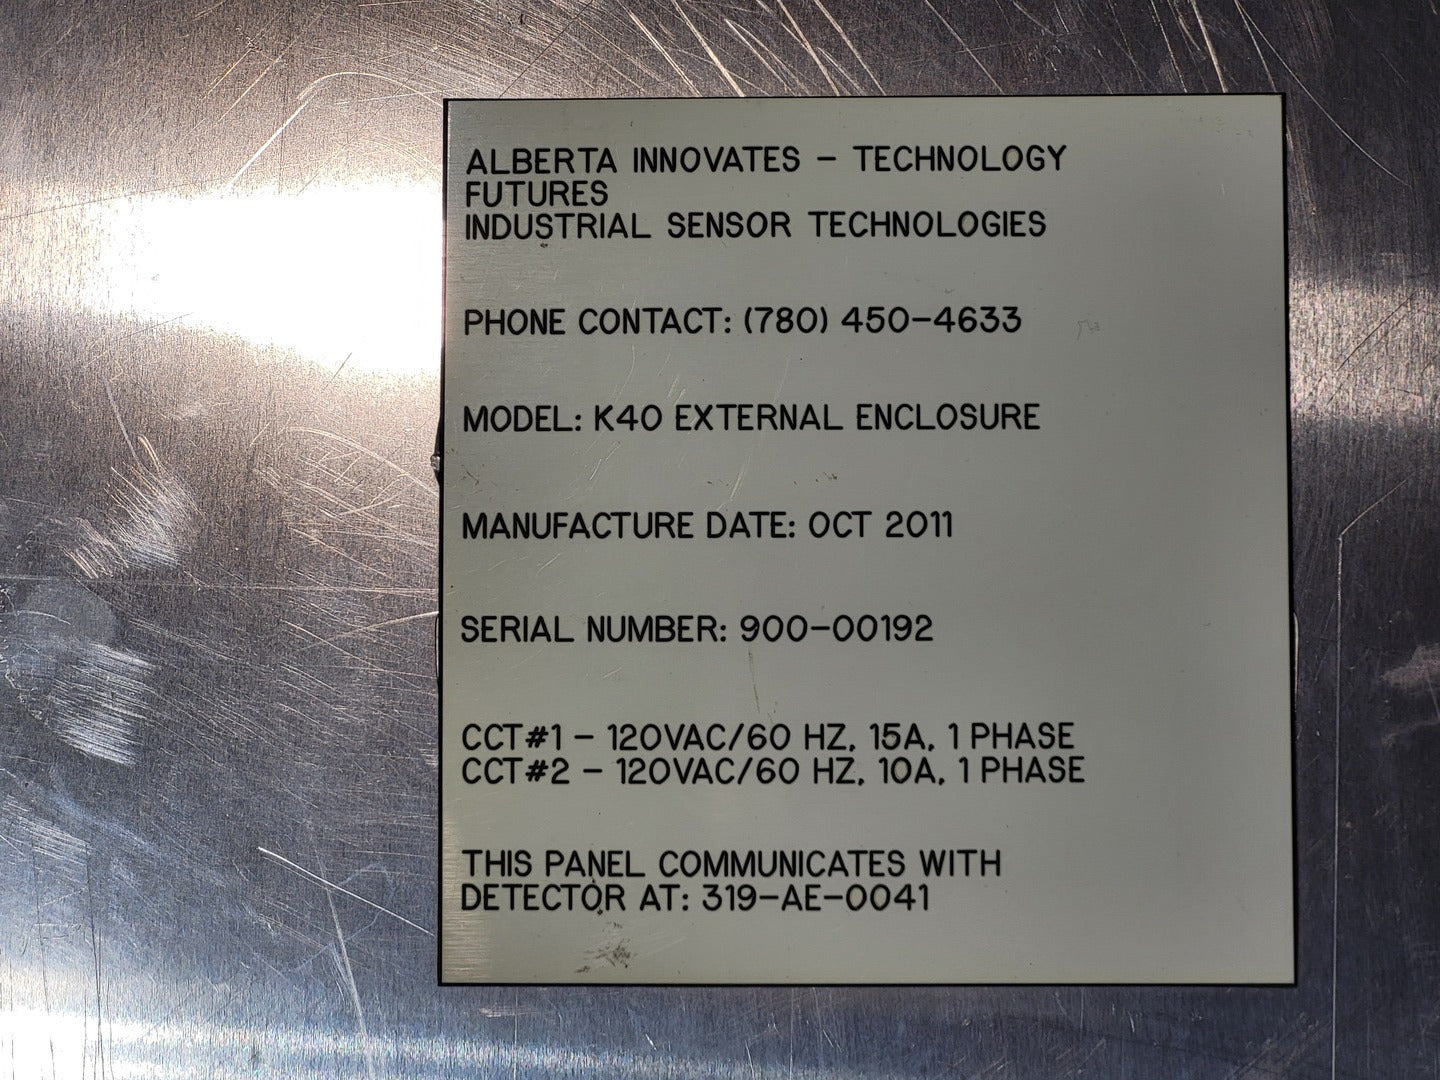 ALBERTA INNOVATES - TECHNOLOGY
FUTURES
INDUSTRIAL SENSOR TECHNOLOGIES
PHONE CONTACT: (780) 450-4633
MODEL: K40 EXTERNAL ENCLOSURE
MANUFACTURE DATE: OCT 2011
SERIAL NUMBER: 900-00192
CCT#1 - 120VAC/60 HZ, 15A, 1 PHASE
CCT#2 - 120VAC/60 HZ, 10A, 1 PHASE
THIS PANEL COMMUNICATES WITH
DETECTOR AT: 319-AE-0041